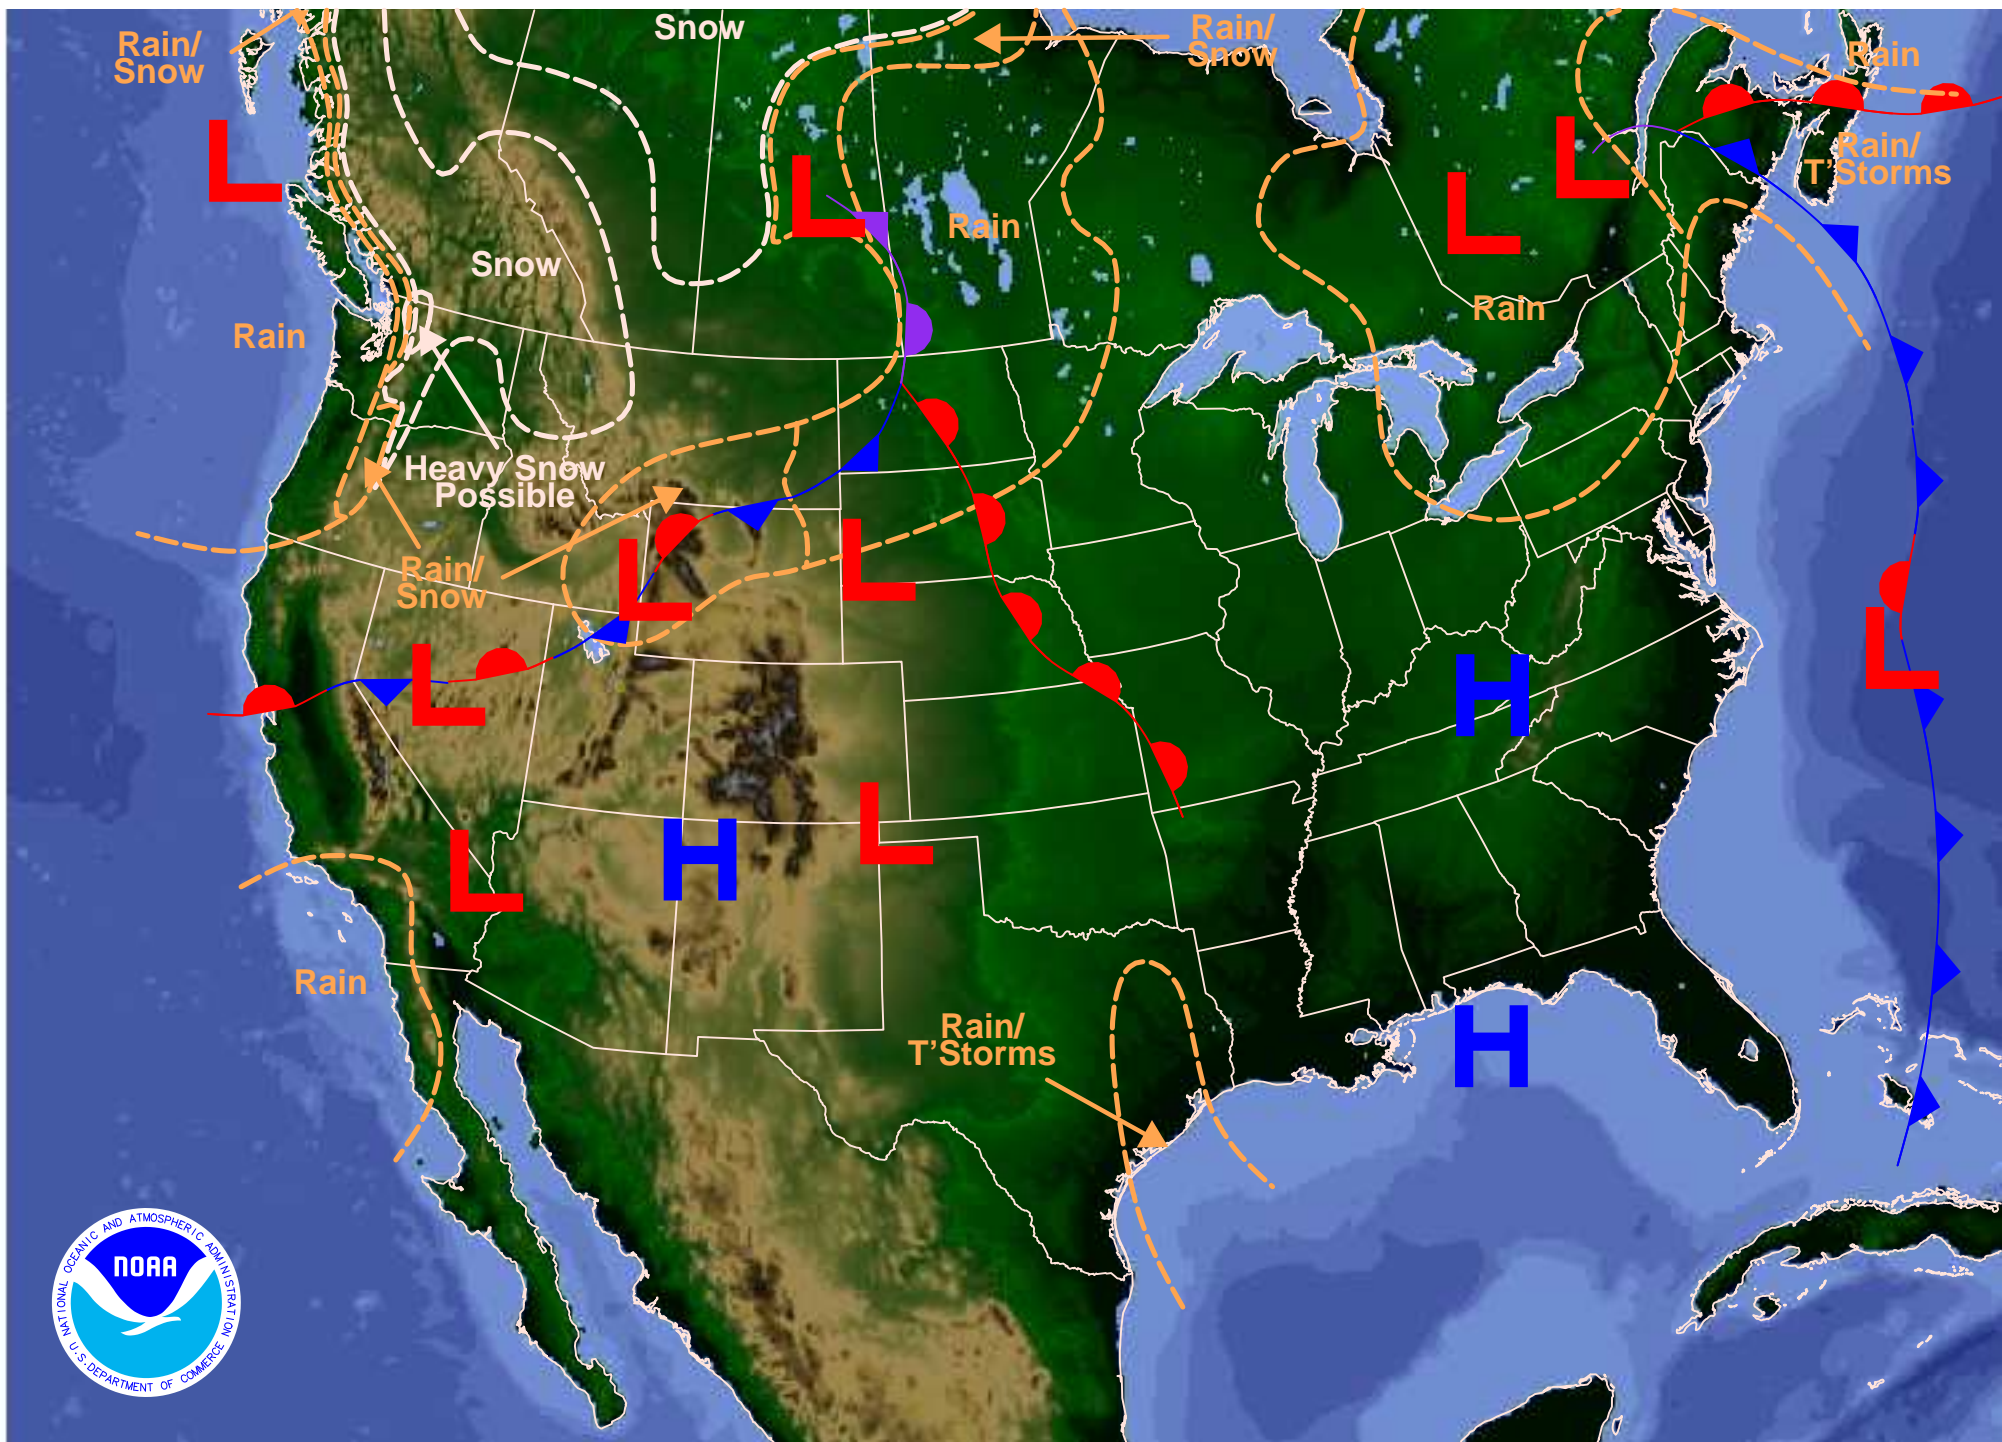 Snow
Rain/
Snow
Rain/
Snow
Rain
Rain/
T'Storms
L
L
L
L
L
Rain
Snow
Rain
Rain
Heavy Snow
Possible
Rain/
Snow
L
L
L
L
L
H
H
L
L
Rain
Rain/
T'Storms
H
NATIONAL OCEANIC AND ATMOSPHERIC ADMINISTRATION
NOAA
U.S. DEPARTMENT OF COMMERCE